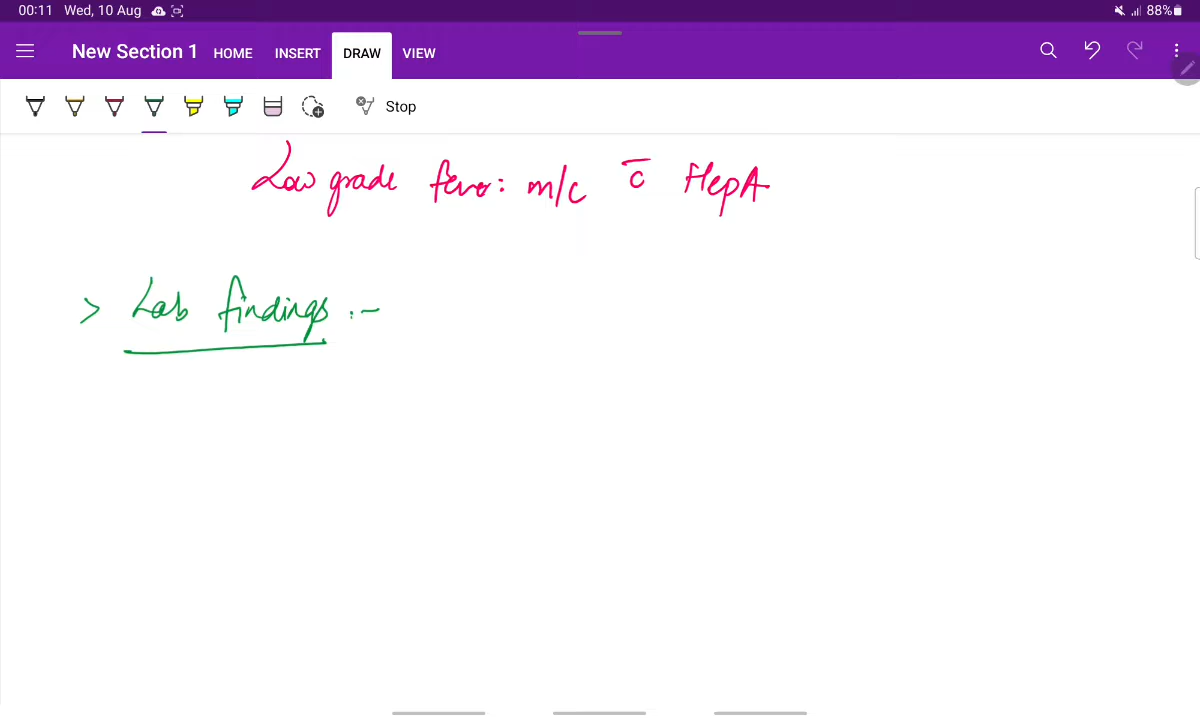 00:11 Wed, 10 Aug 88%
New Section 1 HOME INSERT DRAW VIEW
Stop
Low grade fever: m/c c̄ HepA
> Lab findings :-